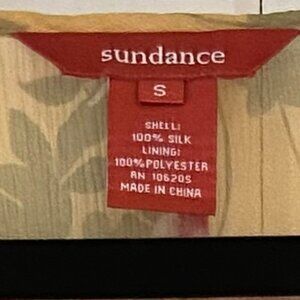 sundance
S
SHELL:
100% SILK
LINING:
100% POLYESTER
RN 106205
MADE IN CHINA